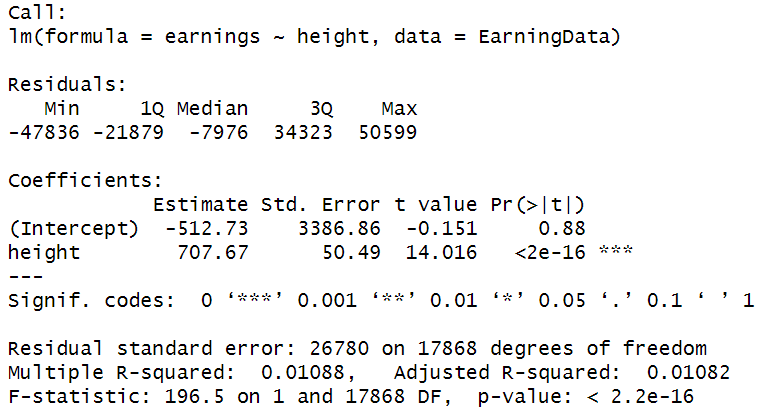 Call:
lm(formula = earnings ~ height, data = EarningData)

Residuals:
   Min     1Q Median     3Q    Max
-47836 -21879  -7976  34323  50599

Coefficients:
            Estimate Std. Error t value Pr(>|t|)
(Intercept)  -512.73    3386.86  -0.151     0.88
height        707.67      50.49  14.016   <2e-16 ***
---
Signif. codes:  0 ‘***’ 0.001 ‘**’ 0.01 ‘*’ 0.05 ‘.’ 0.1 ‘ ’ 1

Residual standard error: 26780 on 17868 degrees of freedom
Multiple R-squared:  0.01088,	Adjusted R-squared:  0.01082
F-statistic: 196.5 on 1 and 17868 DF,  p-value: < 2.2e-16